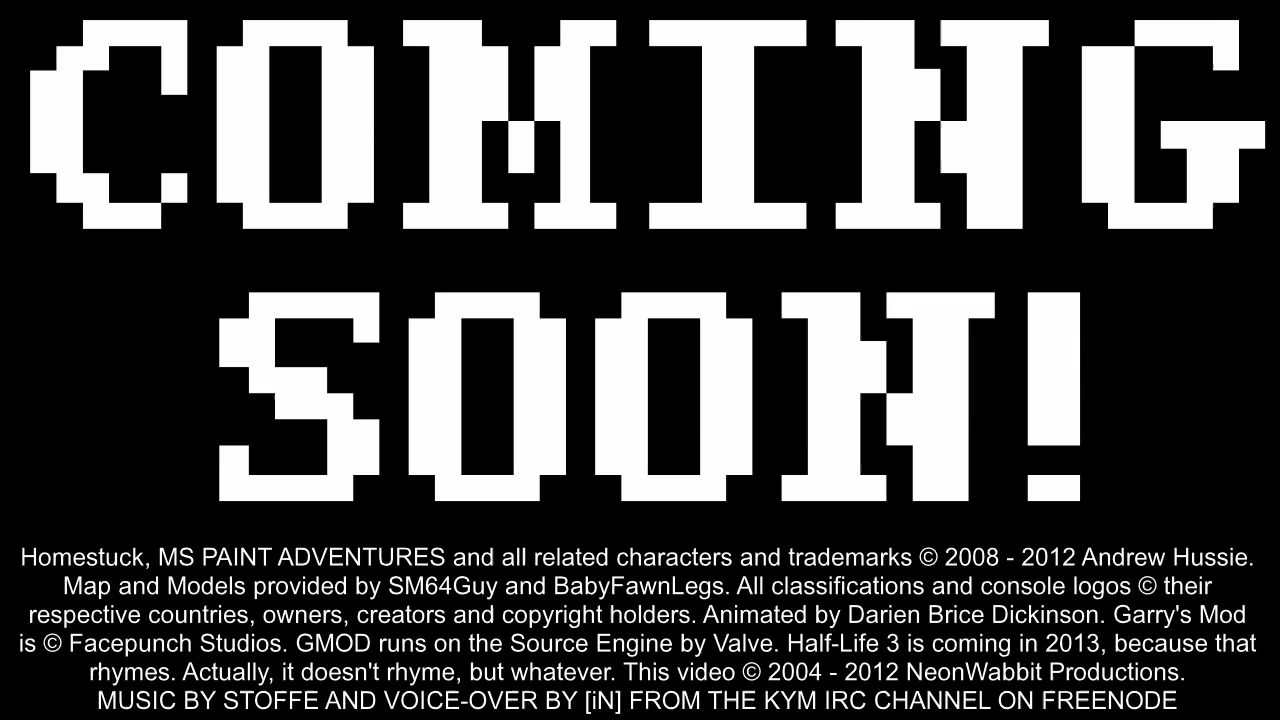 COMING
SOON!
Homestuck, MS PAINT ADVENTURES and all related characters and trademarks © 2008 - 2012 Andrew Hussie.
Map and Models provided by SM64Guy and BabyFawnLegs. All classifications and console logos © their
respective countries, owners, creators and copyright holders. Animated by Darien Brice Dickinson. Garry's Mod
is © Facepunch Studios. GMOD runs on the Source Engine by Valve. Half-Life 3 is coming in 2013, because that
rhymes. Actually, it doesn't rhyme, but whatever. This video © 2004 - 2012 NeonWabbit Productions.
MUSIC BY STOFFE AND VOICE-OVER BY [iN] FROM THE KYM IRC CHANNEL ON FREENODE